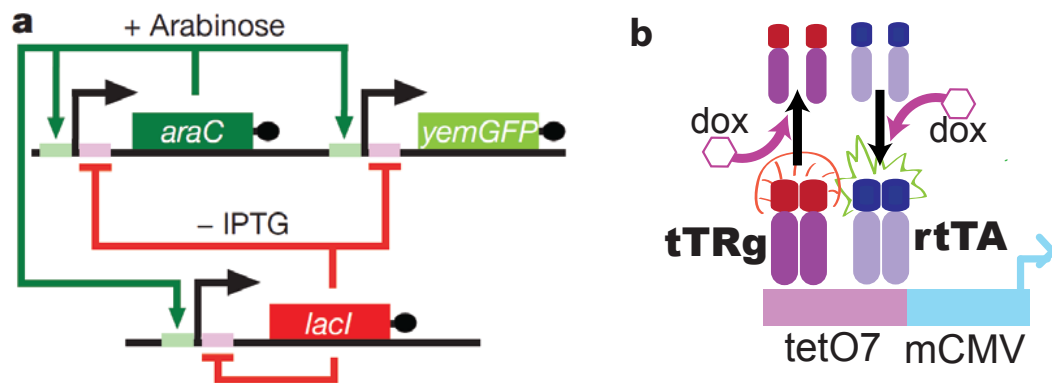 a
+ Arabinose
araC
yemGFP
– IPTG
lacI
b
dox
dox
tTRg
rtTA
tetO7
mCMV